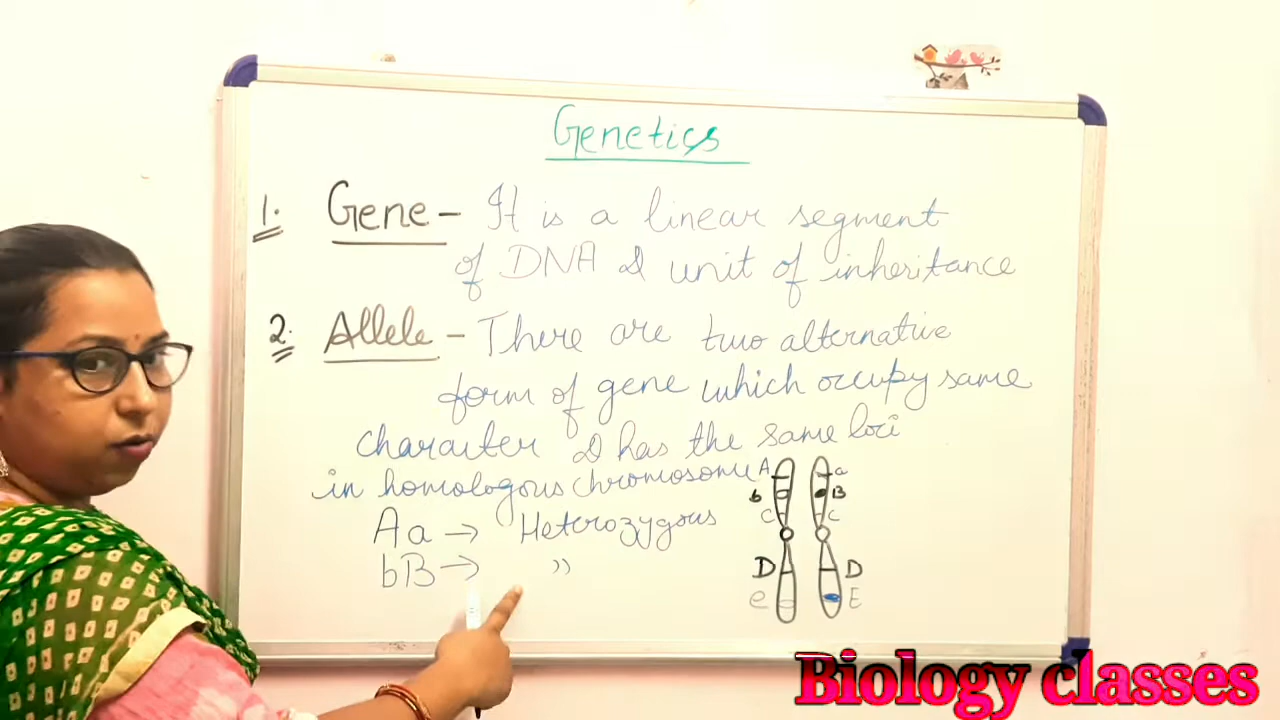 Genetics
1. Gene - It is a linear segment
of DNA & unit of inheritance
2. Allele - There are two alternative
form of gene which occupy same
character & has the same loci
in homologous chromosome
Aa → Heterozygous
bB → "
A a
b B
C c
D D
e E
Biology classes